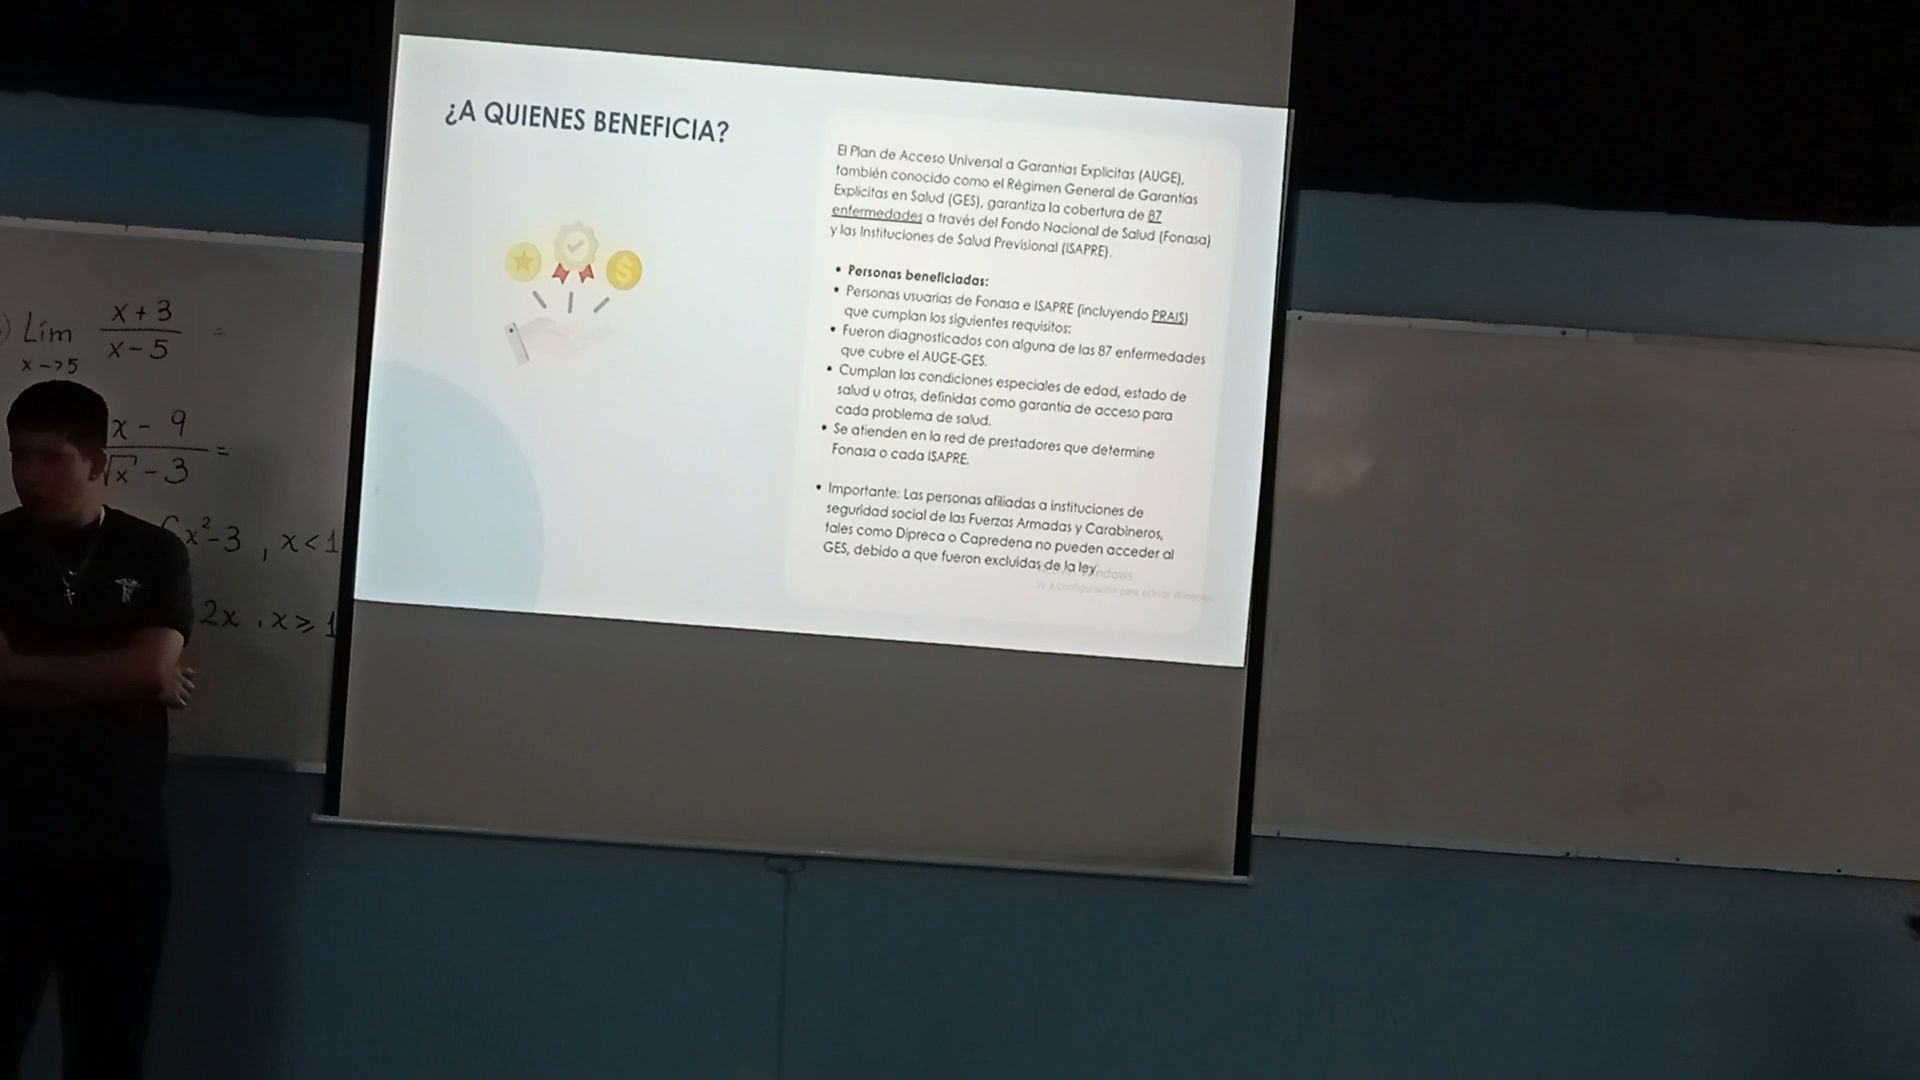 ¿A QUIENES BENEFICIA?
El Plan de Acceso Universal a Garantías Explícitas (AUGE),
también conocido como el Régimen General de Garantías
Explícitas en Salud (GES), garantiza la cobertura de 87
enfermedades a través del Fondo Nacional de Salud (Fonasa)
y las Instituciones de Salud Previsional (ISAPRE).
• Personas beneficiadas:
• Personas usuarias de Fonasa e ISAPRE (incluyendo PRAIS)
que cumplan los siguientes requisitos:
• Fueron diagnosticados con alguna de las 87 enfermedades
que cubre el AUGE-GES.
• Cumplan las condiciones especiales de edad, estado de
salud u otras, definidas como garantía de acceso para
cada problema de salud.
• Se atienden en la red de prestadores que determine
Fonasa o cada ISAPRE.
• Importante: Las personas afiliadas a instituciones de
seguridad social de las Fuerzas Armadas y Carabineros,
tales como Dipreca o Capredena no pueden acceder al
GES, debido a que fueron excluidas de la ley
Ve a Configuración para activar Windows
) Lím x + 3 =
x->5 x - 5
x - 9 =
√x - 3
x²-3 , x<1
2x , x≥1